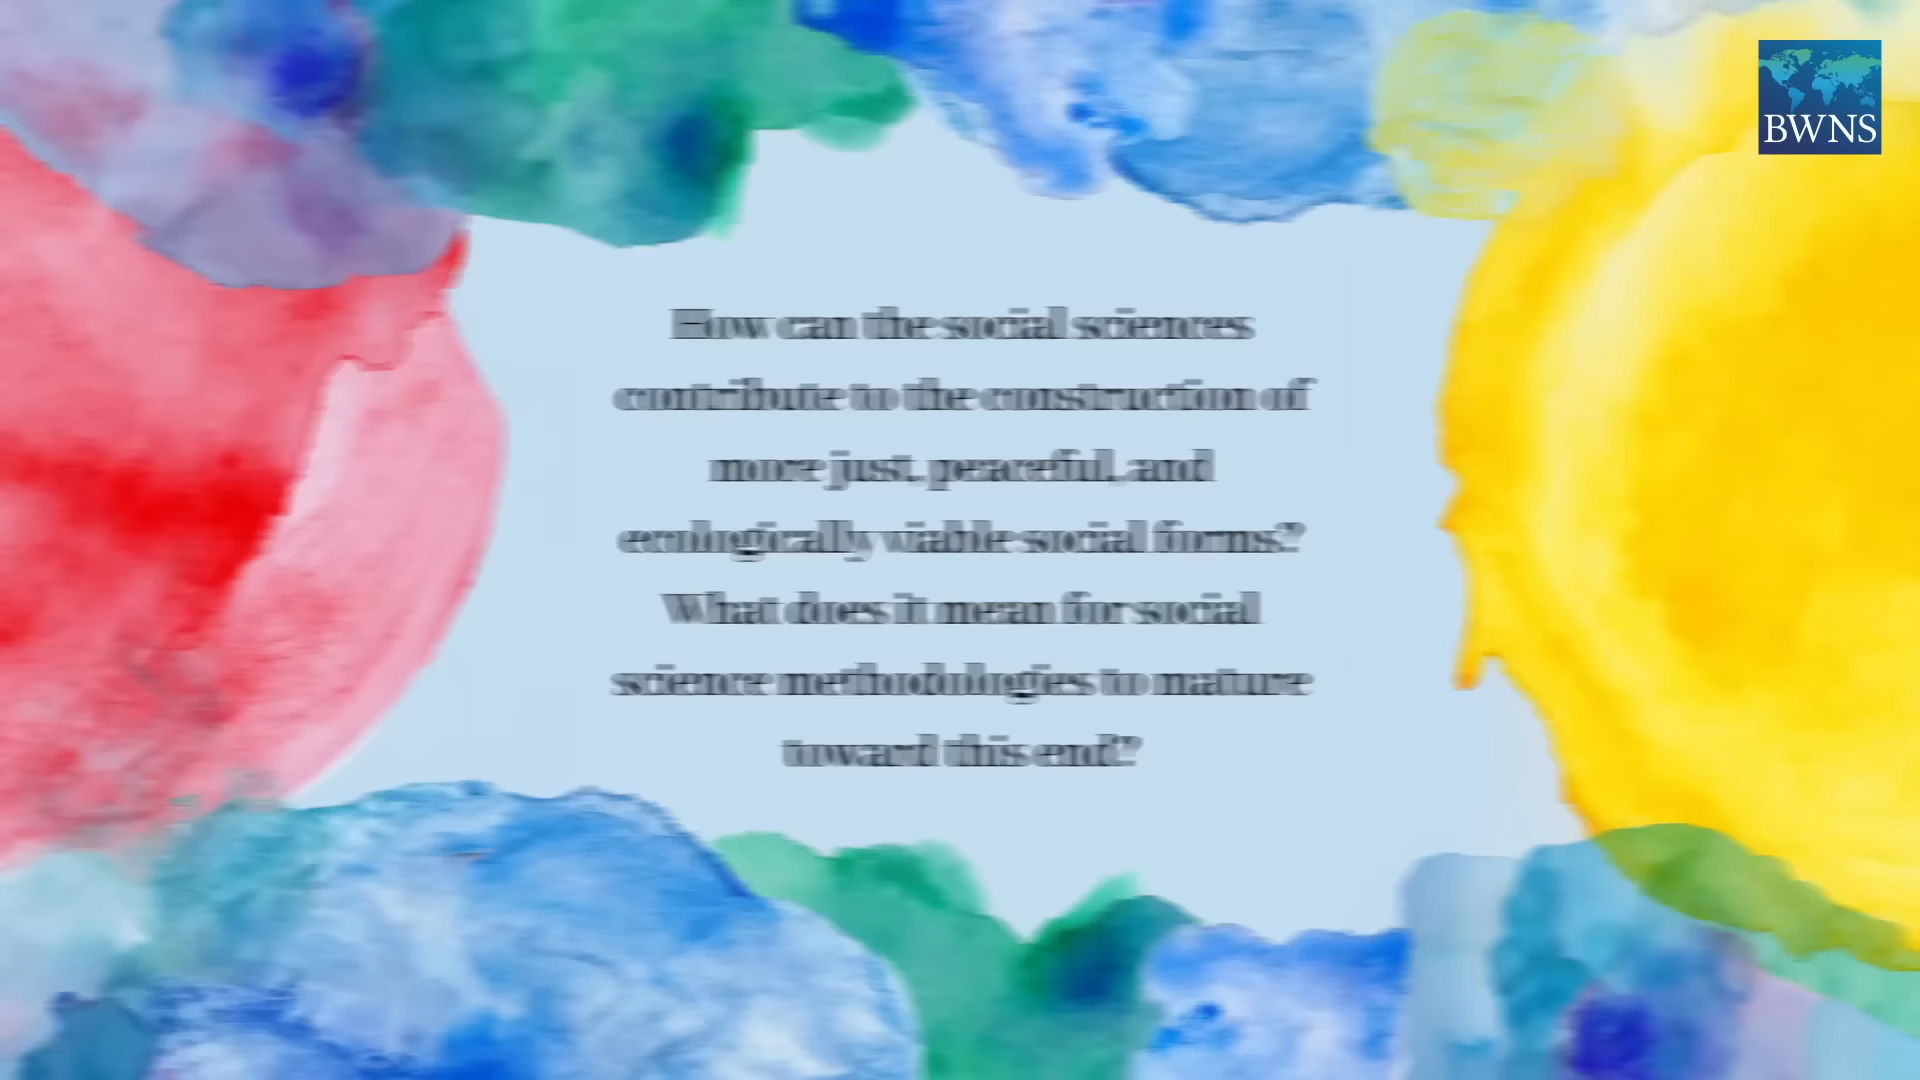 BWNS
How can the social sciences
contribute to the construction of
more just, peaceful, and
ecologically viable social forms?
What does it mean for social
science methodologies to mature
toward this end?